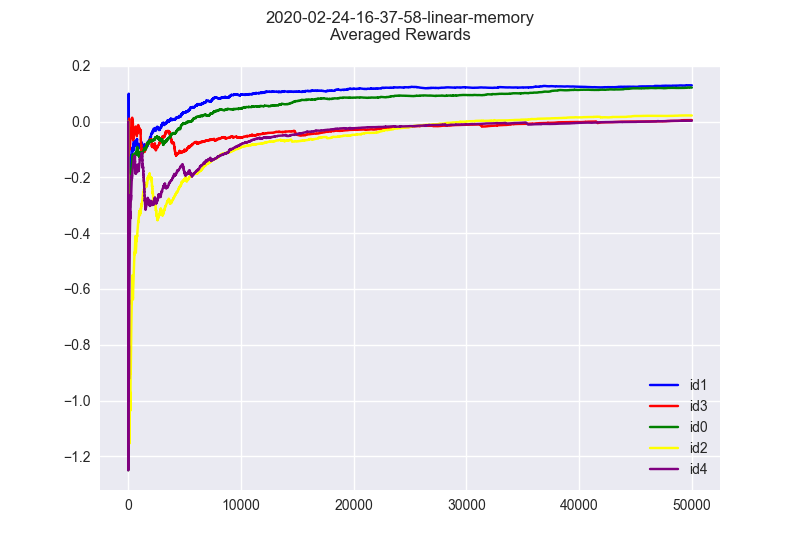 2020-02-24-16-37-58-linear-memory
Averaged Rewards
0.2
0.0
−0.2
−0.4
−0.6
−0.8
−1.0
−1.2
0
10000
20000
30000
40000
50000
id1
id3
id0
id2
id4